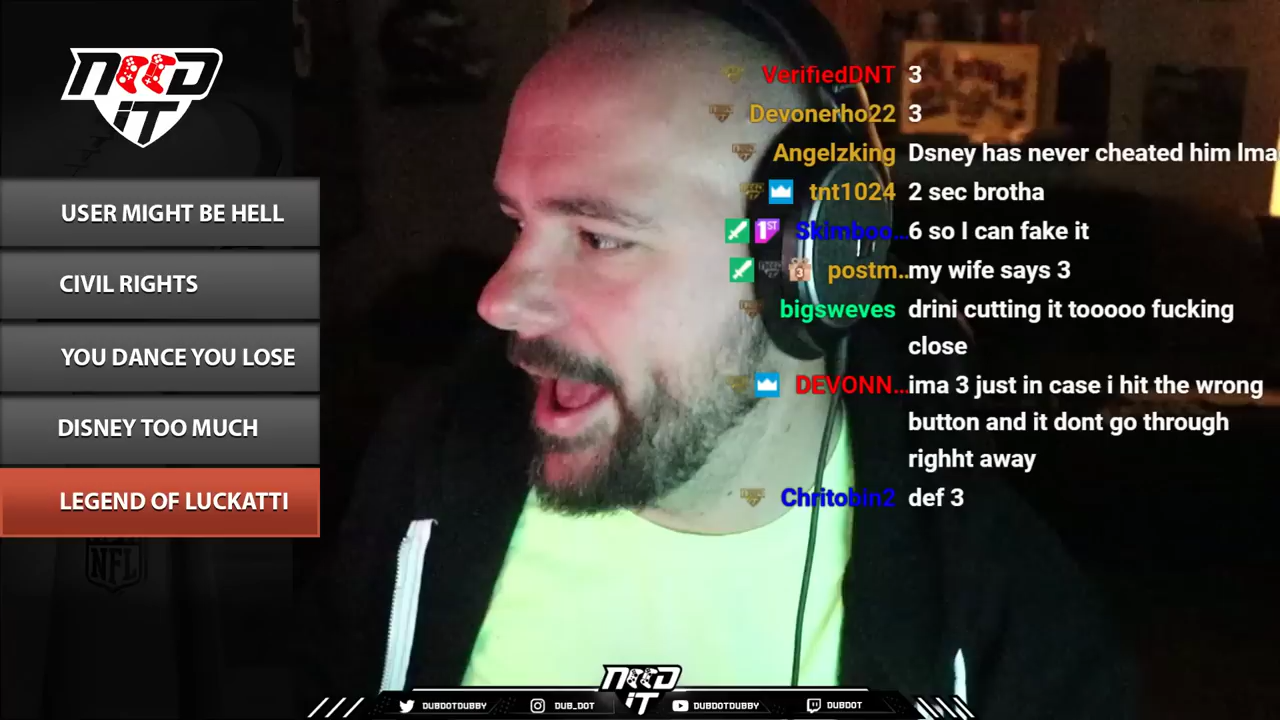 NEED
IT
USER MIGHT BE HELL
CIVIL RIGHTS
YOU DANCE YOU LOSE
DISNEY TOO MUCH
LEGEND OF LUCKATTI
NFL
VerifiedDNT 3
Devonerho22 3
Angelzking Dsney has never cheated him lma
tnt1024 2 sec brotha
1ST Skimboo... 6 so I can fake it
3 postm... my wife says 3
bigsweves drini cutting it tooooo fucking
close
DEVONN... ima 3 just in case i hit the wrong
button and it dont go through
righht away
Chritobin2 def 3
NEED
IT
DUBDOTDUBBY DUB_DOT DUBDOTDUBBY DUBDOT